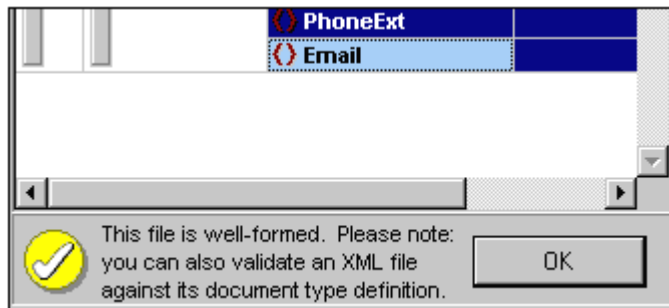 PhoneExt
Email
This file is well-formed. Please note:
you can also validate an XML file
against its document type definition.
OK